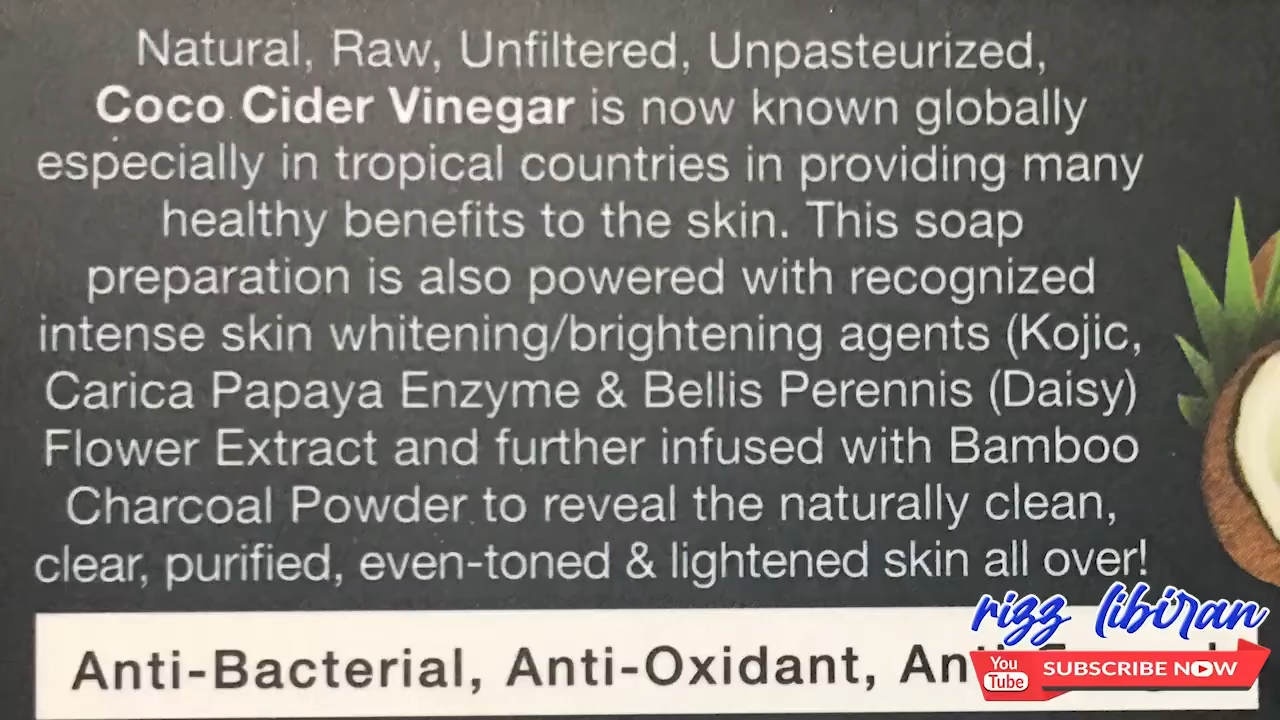 Natural, Raw, Unfiltered, Unpasteurized,
Coco Cider Vinegar is now known globally
especially in tropical countries in providing many
healthy benefits to the skin. This soap
preparation is also powered with recognized
intense skin whitening/brightening agents (Kojic,
Carica Papaya Enzyme & Bellis Perennis (Daisy)
Flower Extract and further infused with Bamboo
Charcoal Powder to reveal the naturally clean,
clear, purified, even-toned & lightened skin all over!
Anti-Bacterial, Anti-Oxidant,
rizz libiran
You Tube SUBSCRIBE NOW